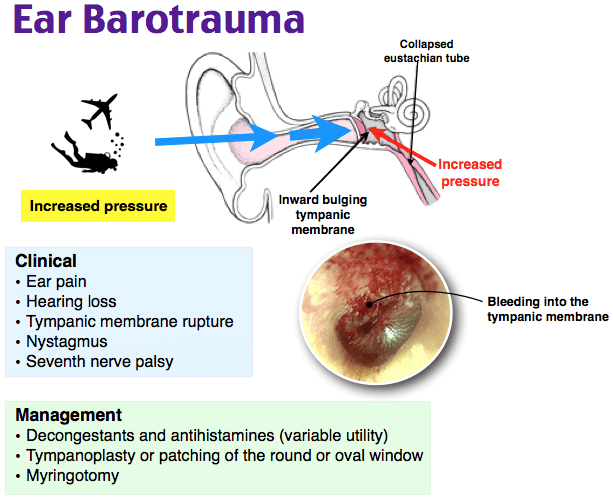 Ear Barotrauma
Collapsed
eustachian tube
Increased
pressure
Increased pressure
Inward bulging
tympanic
membrane
Clinical
• Ear pain
• Hearing loss
• Tympanic membrane rupture
• Nystagmus
• Seventh nerve palsy
Bleeding into the
tympanic membrane
Management
• Decongestants and antihistamines (variable utility)
• Tympanoplasty or patching of the round or oval window
• Myringotomy